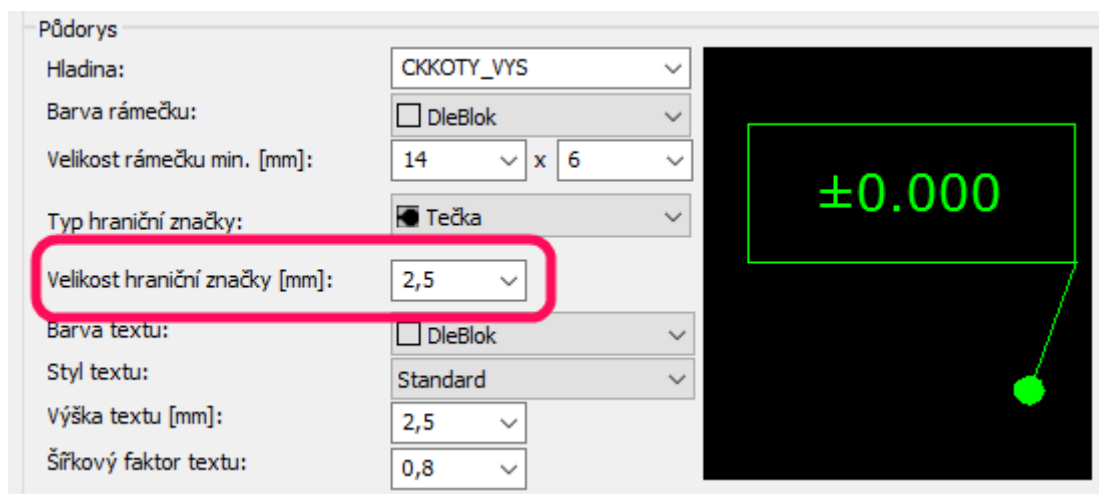 Půdorys
Hladina: CKKOTY_VYS
Barva rámečku: DleBlok
Velikost rámečku min. [mm]: 14 x 6
±0.000
Typ hraniční značky: Tečka
Velikost hraniční značky [mm]: 2,5
Barva textu: DleBlok
Styl textu: Standard
Výška textu [mm]: 2,5
Šířkový faktor textu: 0,8